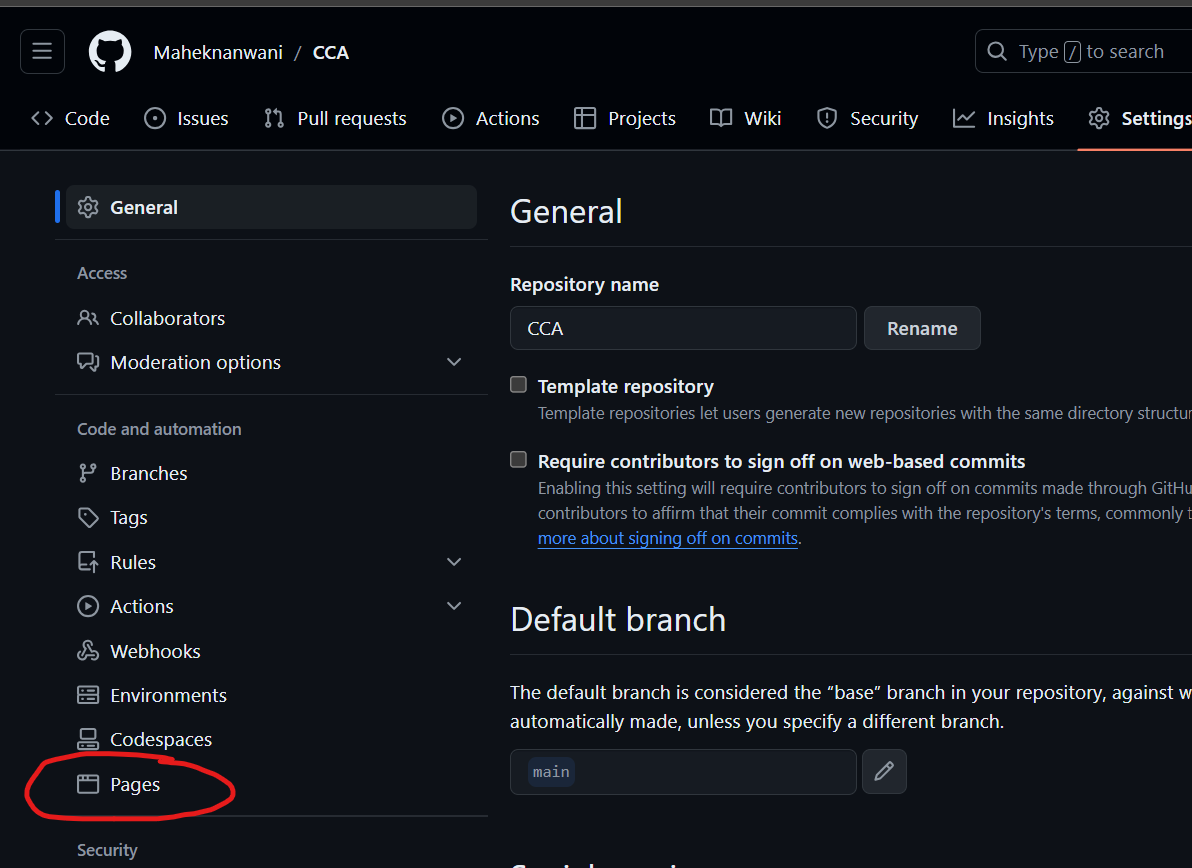 Maheknanwani / CCA
Type / to search
Code Issues Pull requests Actions Projects Wiki Security Insights Settings
General
Access
Collaborators
Moderation options
Code and automation
Branches
Tags
Rules
Actions
Webhooks
Environments
Codespaces
Pages
Security
General
Repository name
CCA Rename
Template repository
Template repositories let users generate new repositories with the same directory
Require contributors to sign off on web-based commits
Enabling this setting will require contributors to sign off on commits made through
contributors to affirm that their commit complies with the repository's terms, commonly
more about signing off on commits.
Default branch
The default branch is considered the “base” branch in your repository, against
automatically made, unless you specify a different branch.
main